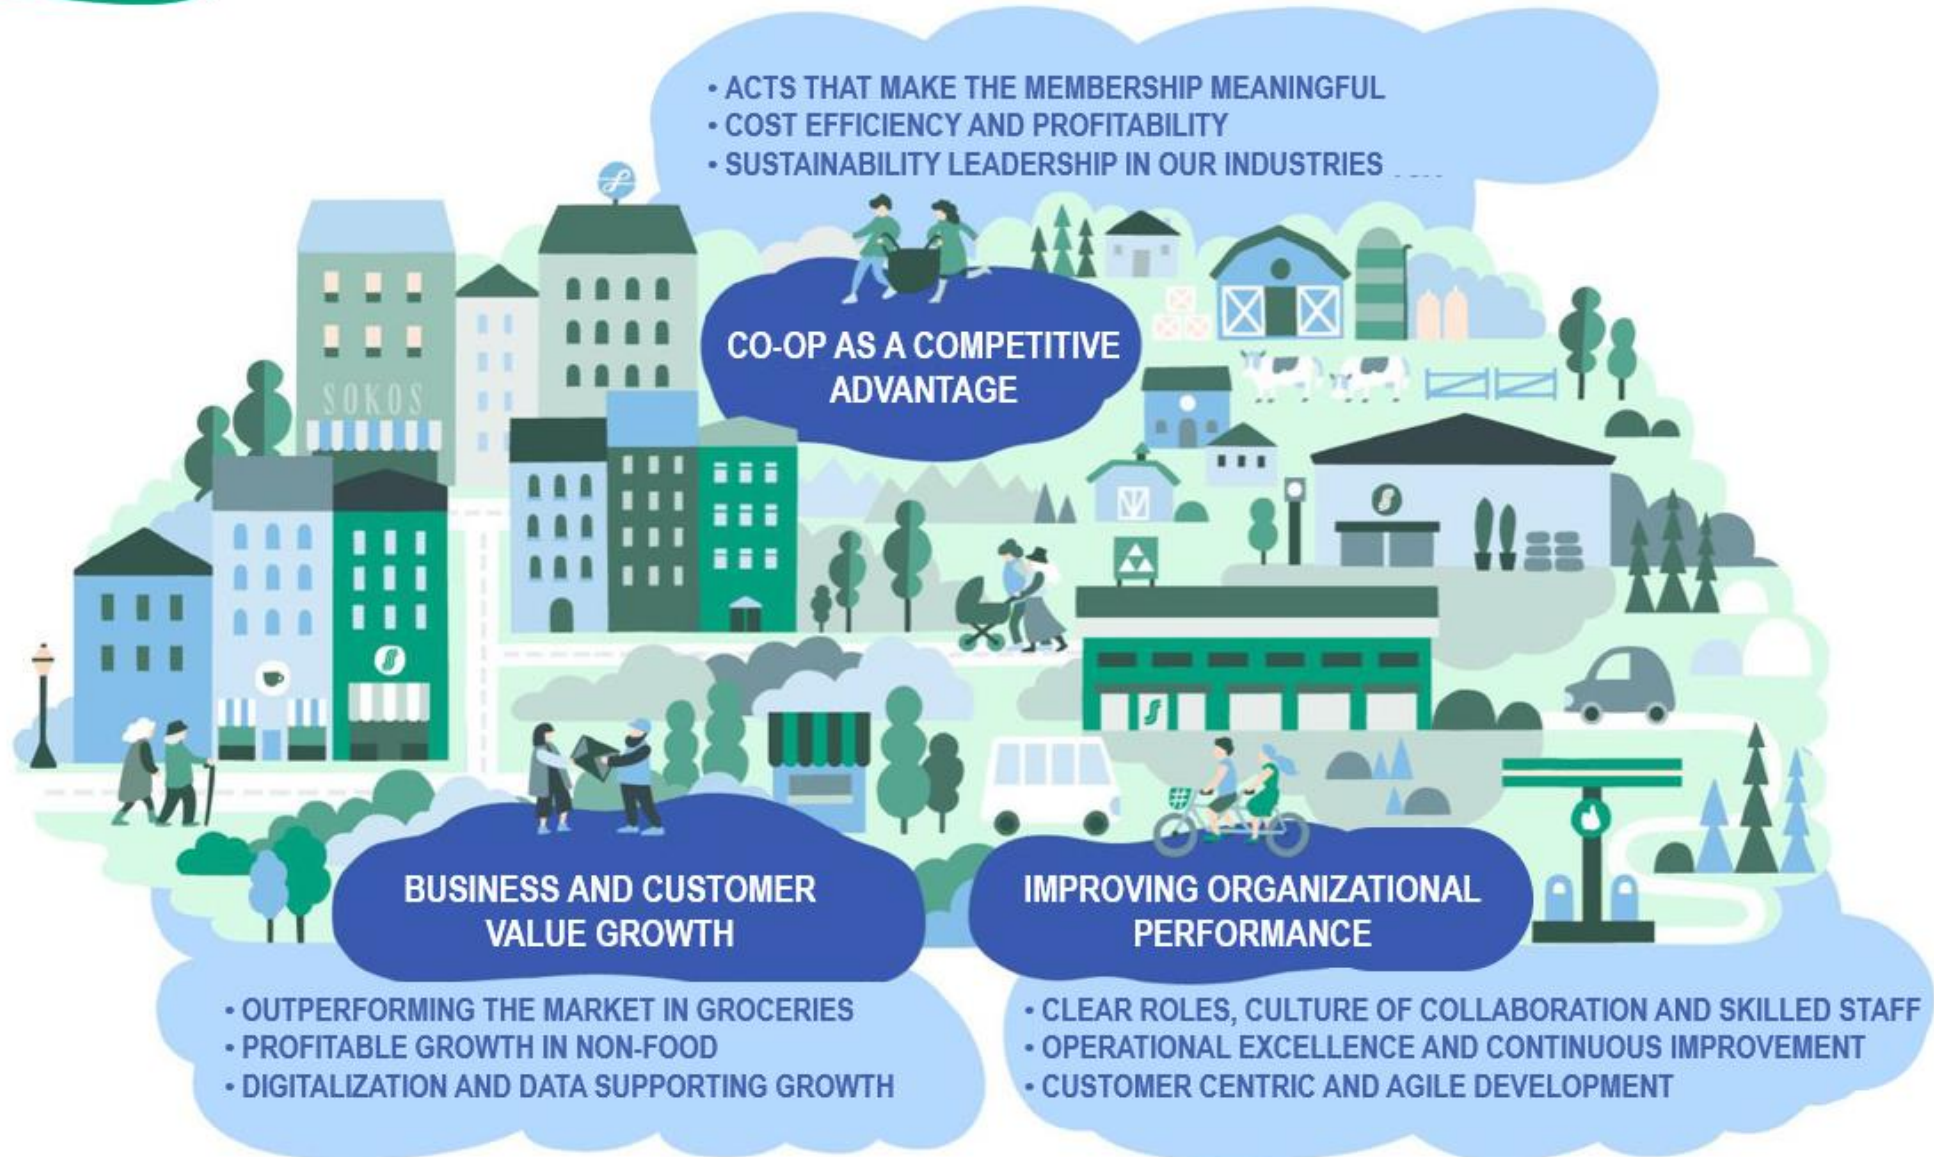 • ACTS THAT MAKE THE MEMBERSHIP MEANINGFUL
• COST EFFICIENCY AND PROFITABILITY
• SUSTAINABILITY LEADERSHIP IN OUR INDUSTRIES
CO-OP AS A COMPETITIVE
ADVANTAGE
SOKOS
BUSINESS AND CUSTOMER
VALUE GROWTH
• OUTPERFORMING THE MARKET IN GROCERIES
• PROFITABLE GROWTH IN NON-FOOD
• DIGITALIZATION AND DATA SUPPORTING GROWTH
IMPROVING ORGANIZATIONAL
PERFORMANCE
• CLEAR ROLES, CULTURE OF COLLABORATION AND SKILLED STAFF
• OPERATIONAL EXCELLENCE AND CONTINUOUS IMPROVEMENT
• CUSTOMER CENTRIC AND AGILE DEVELOPMENT